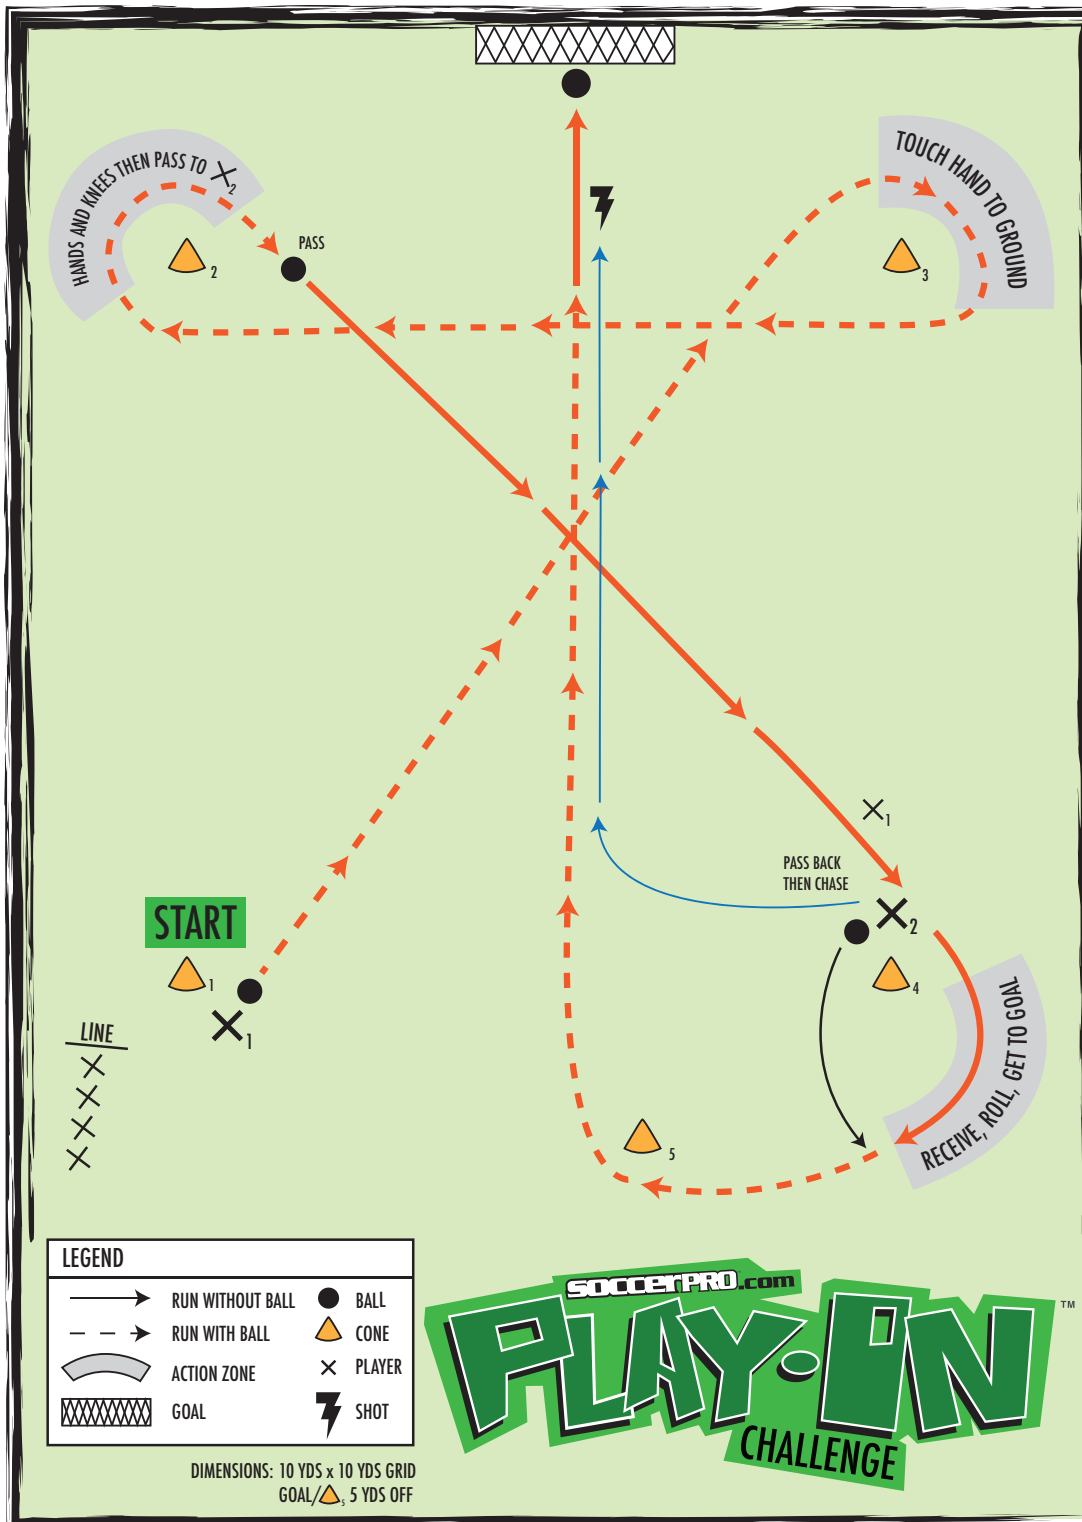 HANDS AND KNEES THEN PASS TO X2
TOUCH HAND TO GROUND
PASS
2
3
1
PASS BACK
THEN CHASE
START
2
1
4
1
LINE
RECEIVE, ROLL, GET TO GOAL
5
LEGEND
RUN WITHOUT BALL
BALL
RUN WITH BALL
CONE
ACTION ZONE
PLAYER
GOAL
SHOT
DIMENSIONS: 10 YDS x 10 YDS GRID
GOAL/ 5 5 YDS OFF
soccerPRO.com
PLAY-ON ™
CHALLENGE